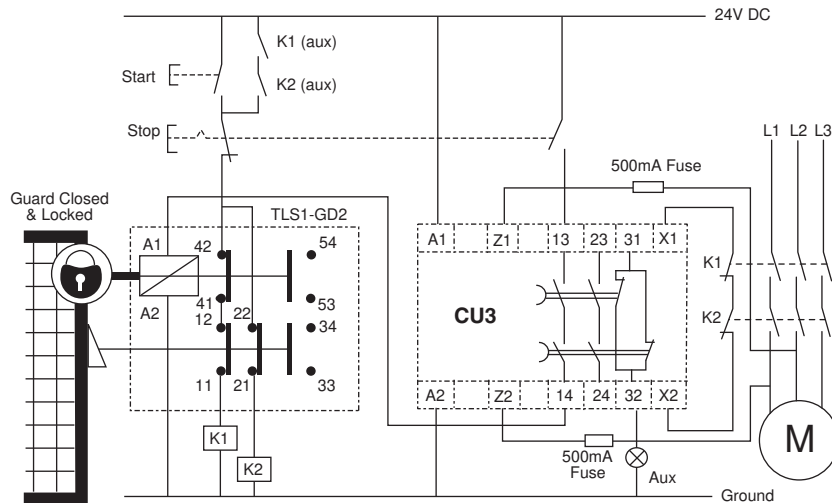 24V DC
K1 (aux)
Start
K2 (aux)
Stop
L1 L2 L3
500mA Fuse
Guard Closed
& Locked
TLS1-GD2
A1
42
54
A1
Z1
13
23
31
X1
K1
A2
41
12
22
53
34
CU3
K2
11
21
33
A2
Z2
14
24
32
X2
K1
K2
500mA
Fuse
Aux
M
Ground